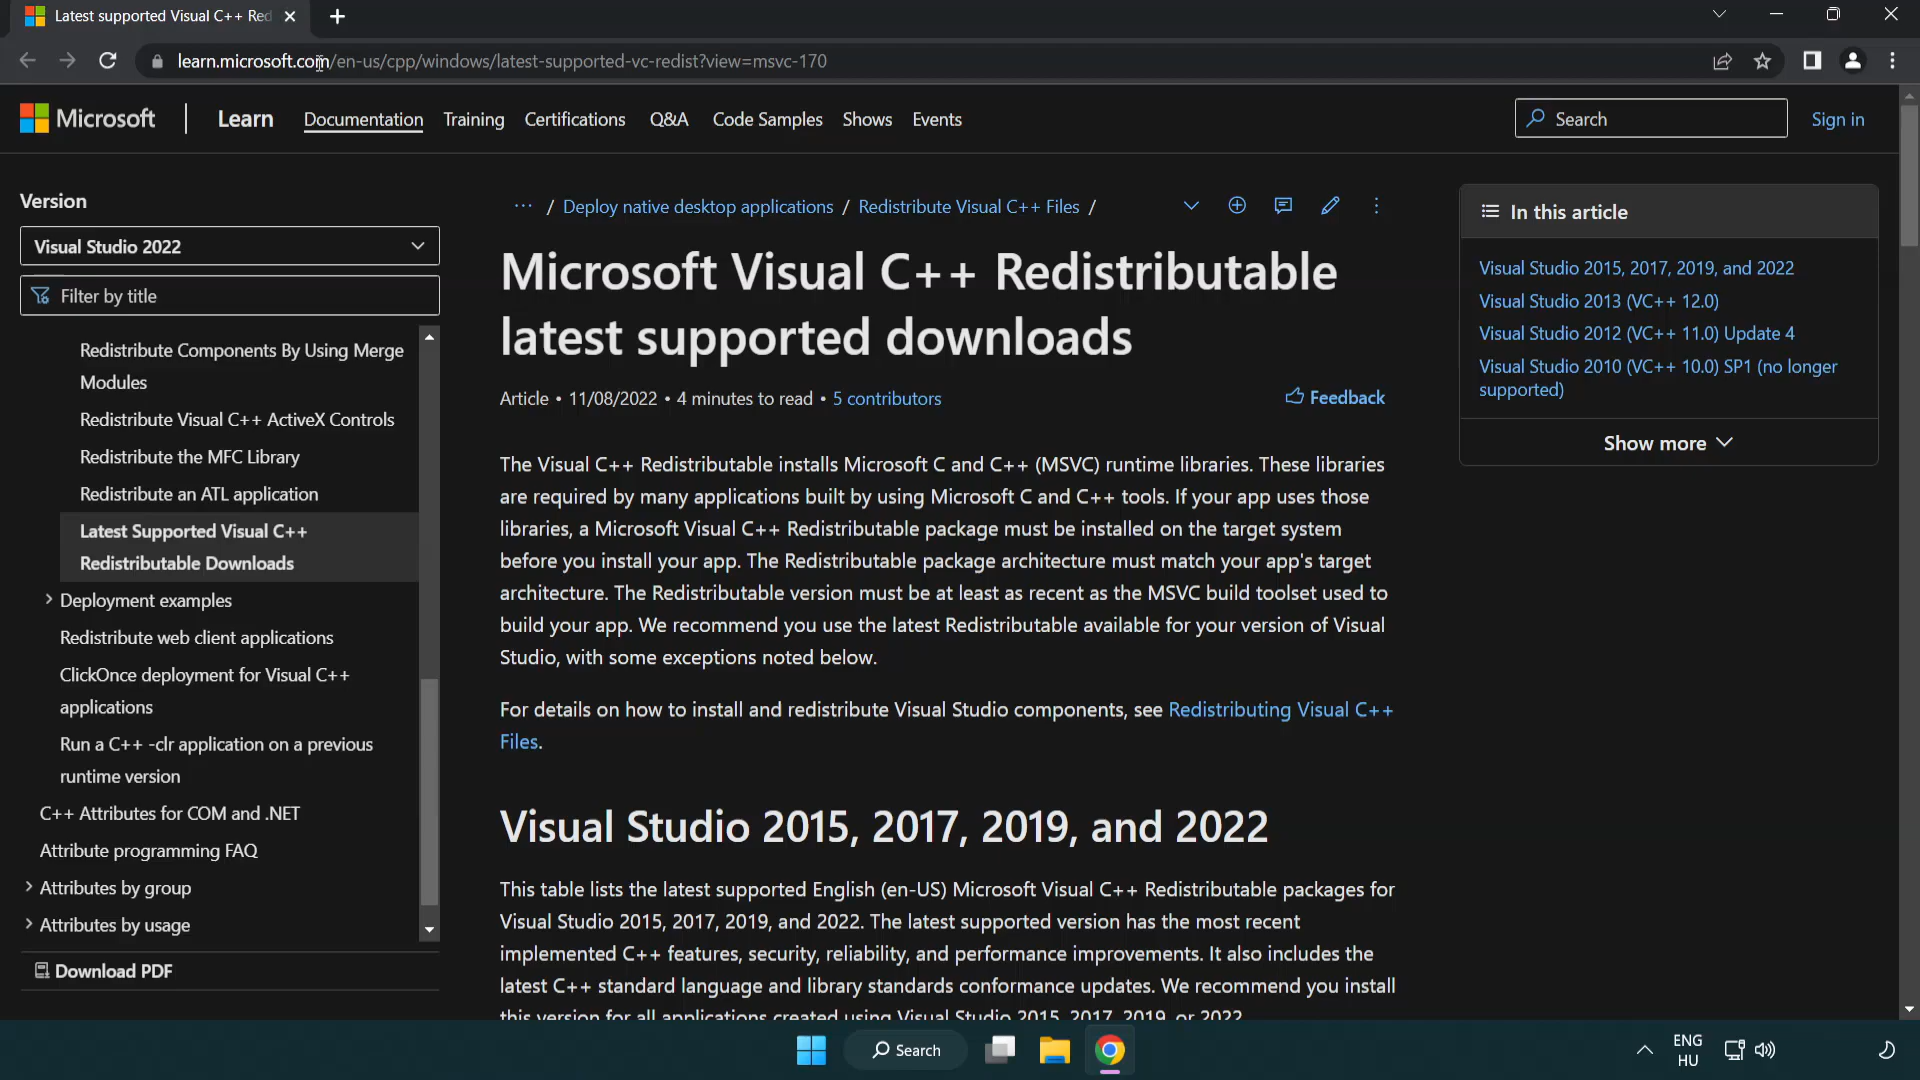 Latest supported Visual C++ Red
learn.microsoft.com/en-us/cpp/windows/latest-supported-vc-redist?view=msvc-170
Microsoft
Learn
Documentation
Training
Certifications
Q&A
Code Samples
Shows
Events
Search
Sign in
Version
Visual Studio 2022
Filter by title
Redistribute Components By Using Merge
Modules
Redistribute Visual C++ ActiveX Controls
Redistribute the MFC Library
Redistribute an ATL application
Latest Supported Visual C++
Redistributable Downloads
Deployment examples
Redistribute web client applications
ClickOnce deployment for Visual C++
applications
Run a C++ -clr application on a previous
runtime version
C++ Attributes for COM and .NET
Attribute programming FAQ
Attributes by group
Attributes by usage
Download PDF
··· / Deploy native desktop applications / Redistribute Visual C++ Files /
Microsoft Visual C++ Redistributable
latest supported downloads
Article • 11/08/2022 • 4 minutes to read • 5 contributors
Feedback
The Visual C++ Redistributable installs Microsoft C and C++ (MSVC) runtime libraries. These libraries
are required by many applications built by using Microsoft C and C++ tools. If your app uses those
libraries, a Microsoft Visual C++ Redistributable package must be installed on the target system
before you install your app. The Redistributable package architecture must match your app's target
architecture. The Redistributable version must be at least as recent as the MSVC build toolset used to
build your app. We recommend you use the latest Redistributable available for your version of Visual
Studio, with some exceptions noted below.
For details on how to install and redistribute Visual Studio components, see Redistributing Visual C++
Files.
Visual Studio 2015, 2017, 2019, and 2022
This table lists the latest supported English (en-US) Microsoft Visual C++ Redistributable packages for
Visual Studio 2015, 2017, 2019, and 2022. The latest supported version has the most recent
implemented C++ features, security, reliability, and performance improvements. It also includes the
latest C++ standard language and library standards conformance updates. We recommend you install
this version for all applications created using Visual Studio 2015, 2017, 2019, or 2022.
In this article
Visual Studio 2015, 2017, 2019, and 2022
Visual Studio 2013 (VC++ 12.0)
Visual Studio 2012 (VC++ 11.0) Update 4
Visual Studio 2010 (VC++ 10.0) SP1 (no longer
supported)
Show more
Search
ENG
HU